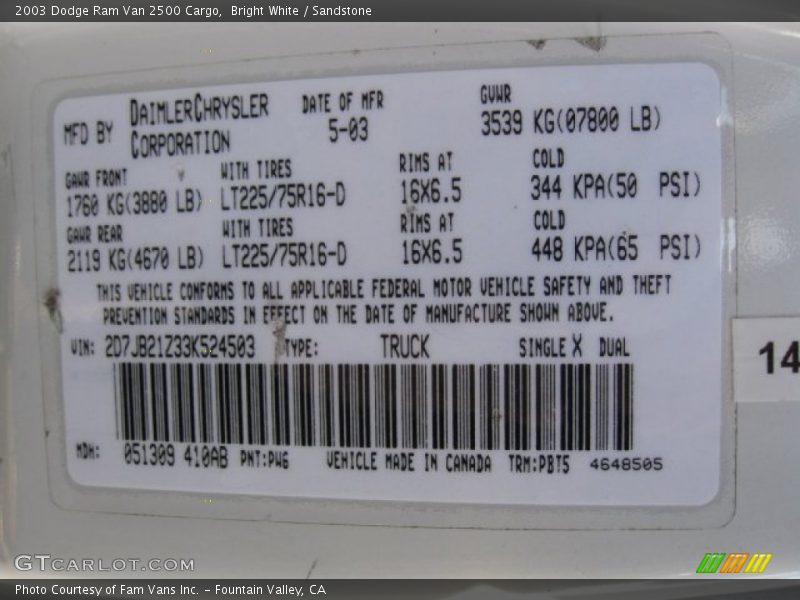 2003 Dodge Ram Van 2500 Cargo, Bright White / Sandstone
MFD BY DAIMLERCHRYSLER CORPORATION
DATE OF MFR 5-03
GVWR 3539 KG(07800 LB)
GAWR FRONT WITH TIRES RIMS AT COLD
1760 KG(3880 LB) LT225/75R16-D 16X6.5 344 KPA(50 PSI)
GAWR REAR WITH TIRES RIMS AT COLD
2119 KG(4670 LB) LT225/75R16-D 16X6.5 448 KPA(65 PSI)
THIS VEHICLE CONFORMS TO ALL APPLICABLE FEDERAL MOTOR VEHICLE SAFETY AND THEFT
PREVENTION STANDARDS IN EFFECT ON THE DATE OF MANUFACTURE SHOWN ABOVE.
VIN: 2D7JB21Z33K524503 TYPE: TRUCK SINGLE X DUAL
14
MDH: 051309 410AB PNT:PW6 VEHICLE MADE IN CANADA TRM:PBT5 4648505
GTCARLOT.COM
Photo Courtesy of Fam Vans Inc. - Fountain Valley, CA